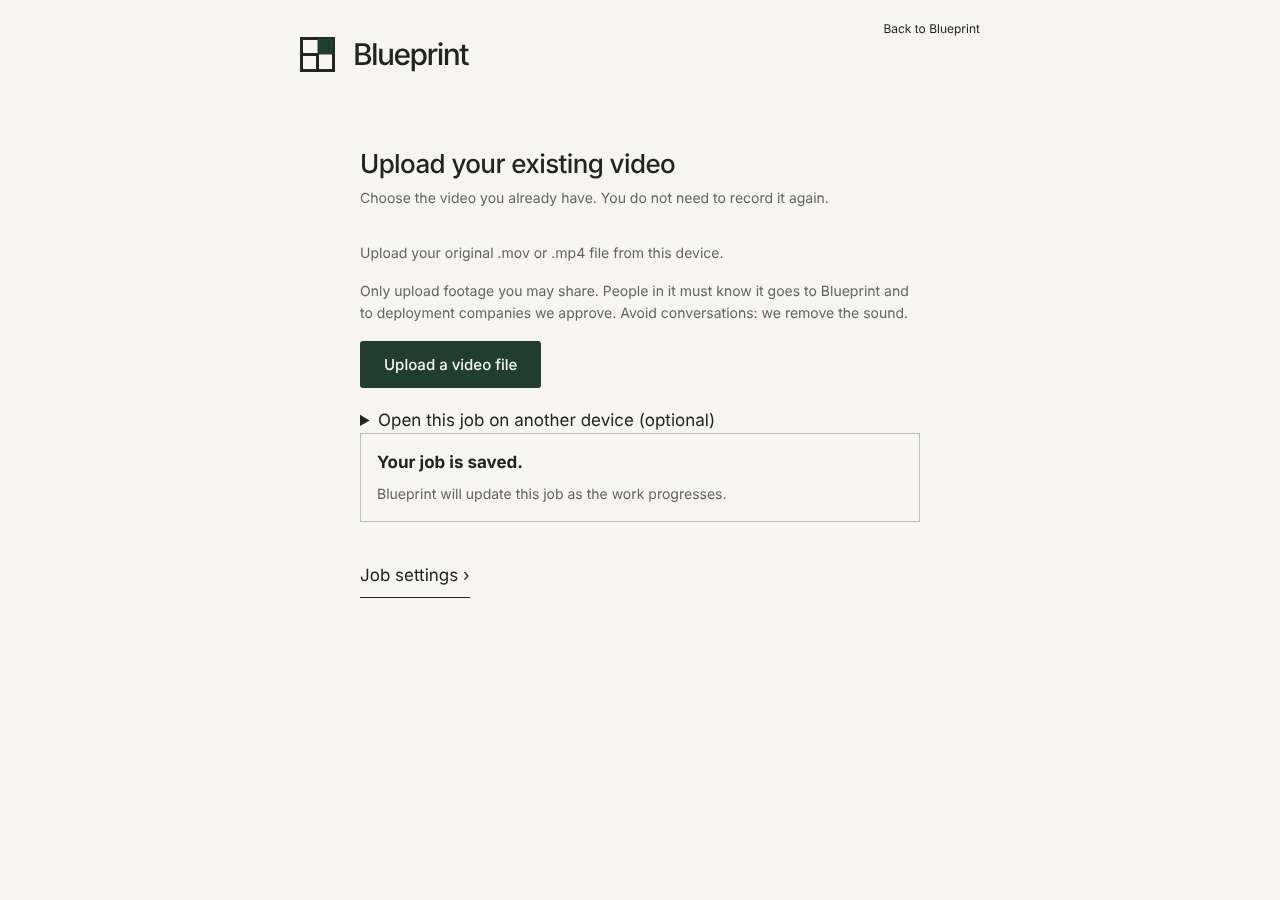 Back to Blueprint
Blueprint
Upload your existing video
Choose the video you already have. You do not need to record it again.
Upload your original .mov or .mp4 file from this device.
Only upload footage you may share. People in it must know it goes to Blueprint and
to deployment companies we approve. Avoid conversations: we remove the sound.
Upload a video file
Open this job on another device (optional)
Your job is saved.
Blueprint will update this job as the work progresses.
Job settings ›